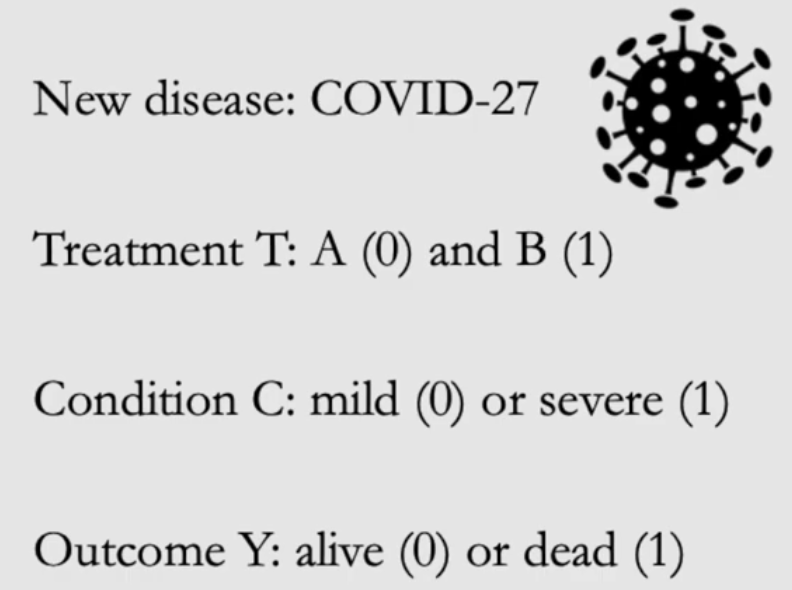 New disease: COVID-27
Treatment T: A (0) and B (1)
Condition C: mild (0) or severe (1)
Outcome Y: alive (0) or dead (1)